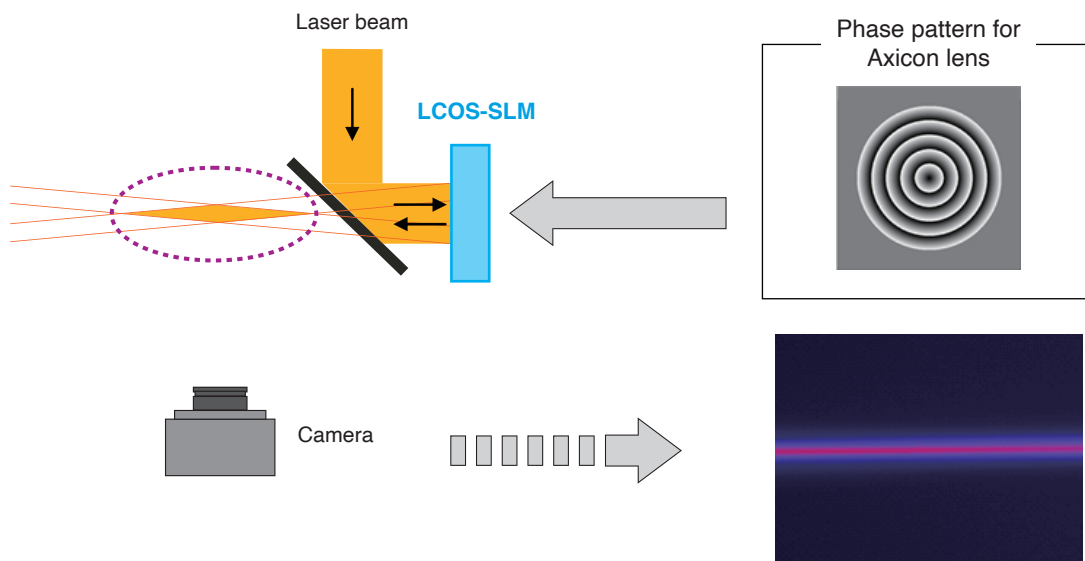 Laser beam
Phase pattern for
Axicon lens
LCOS-SLM
Camera